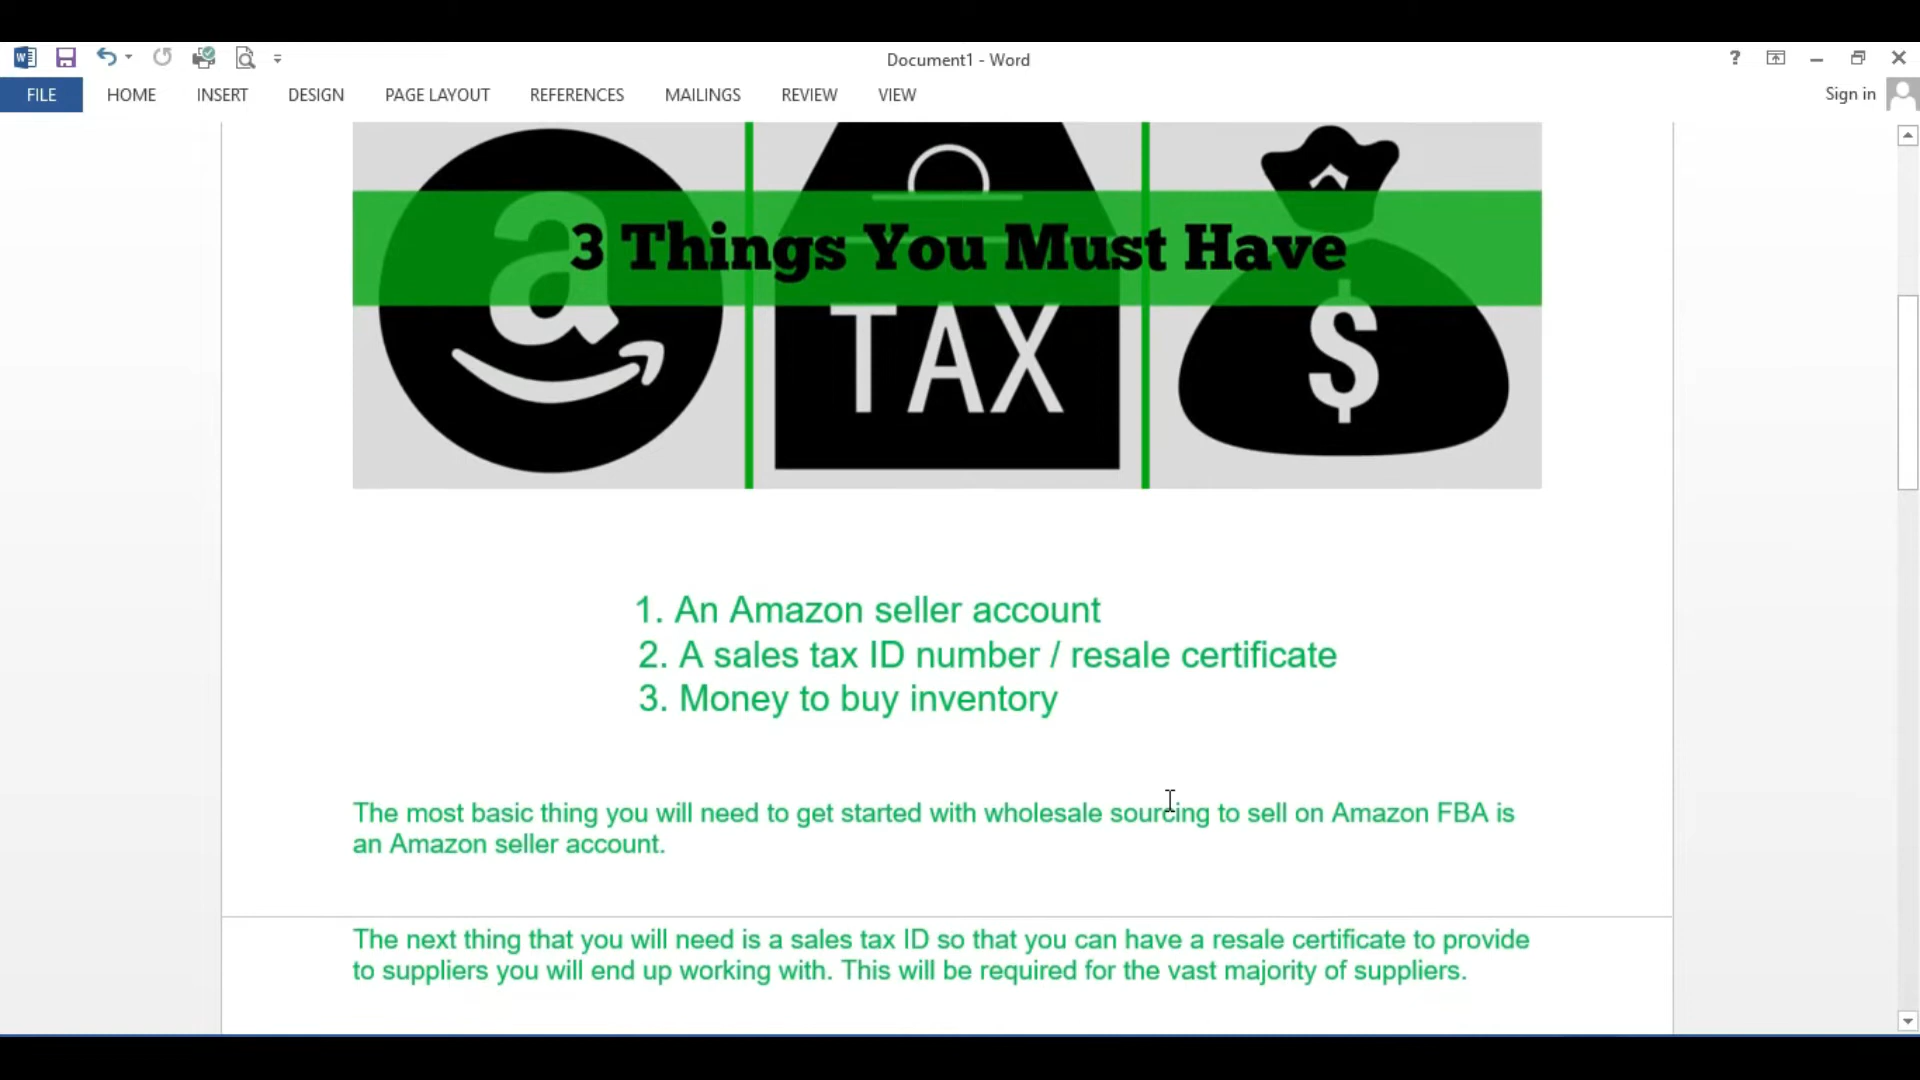 Document1 - Word
?
Sign in
FILE HOME INSERT DESIGN PAGE LAYOUT REFERENCES MAILINGS REVIEW VIEW
a
3 Things You Must Have
TAX
$
1. An Amazon seller account
2. A sales tax ID number / resale certificate
3. Money to buy inventory
The most basic thing you will need to get started with wholesale sourcing to sell on Amazon FBA is
an Amazon seller account.
The next thing that you will need is a sales tax ID so that you can have a resale certificate to provide
to suppliers you will end up working with. This will be required for the vast majority of suppliers.